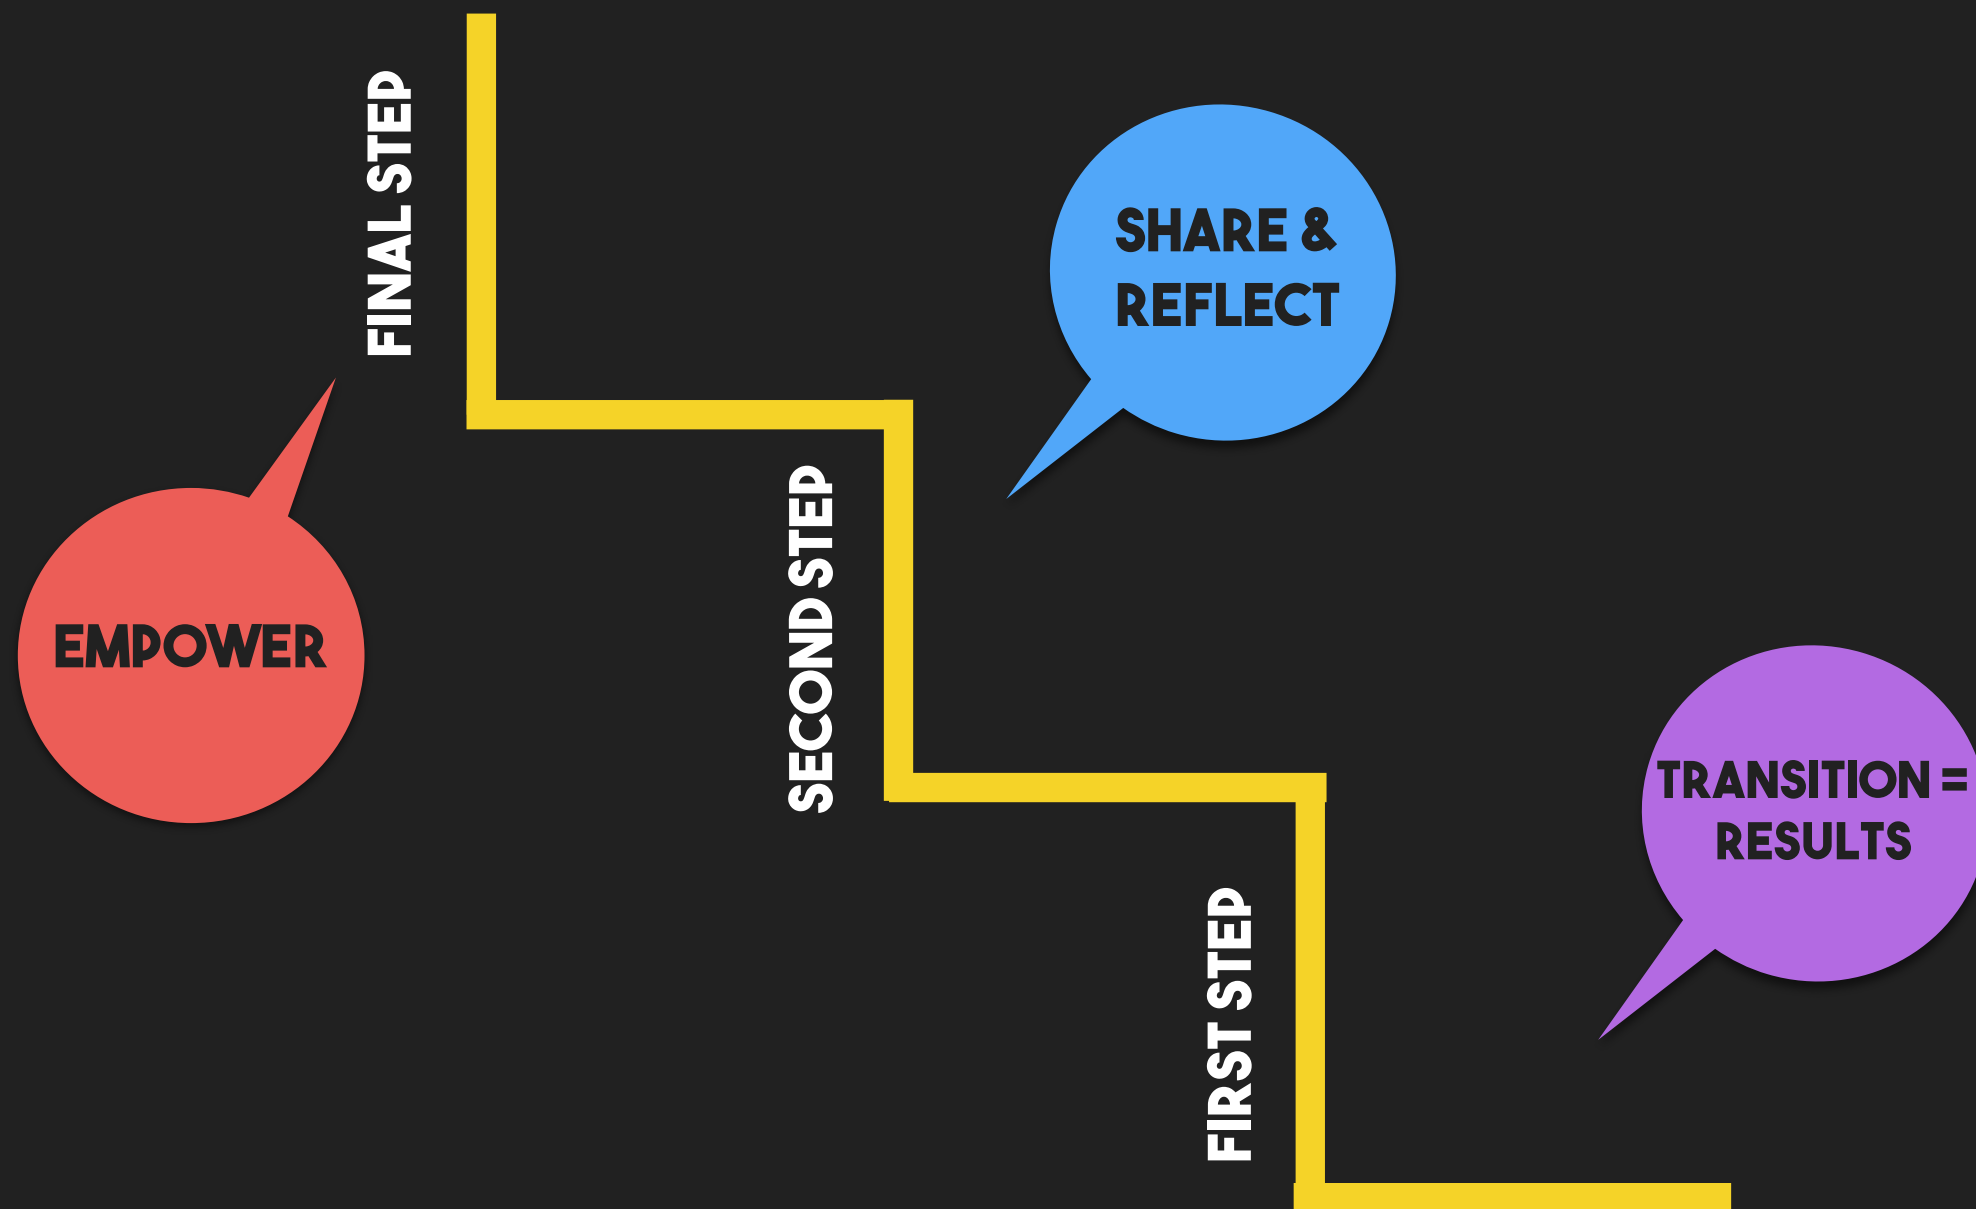 FINAL STEP
SHARE &
REFLECT
EMPOWER
SECOND STEP
TRANSITION =
RESULTS
FIRST STEP